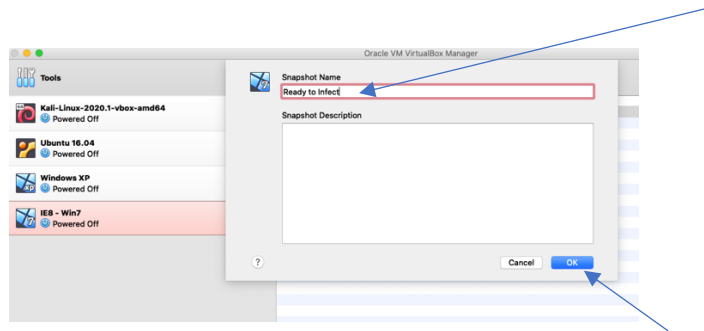 Oracle VM VirtualBox Manager
Tools
Kali-Linux-2020.1-vbox-amd64
Powered Off
Ubuntu 16.04
Powered Off
Windows XP
Powered Off
IE8 - Win7
Powered Off
Snapshot Name
Ready to Infect
Snapshot Description
?
Cancel
OK